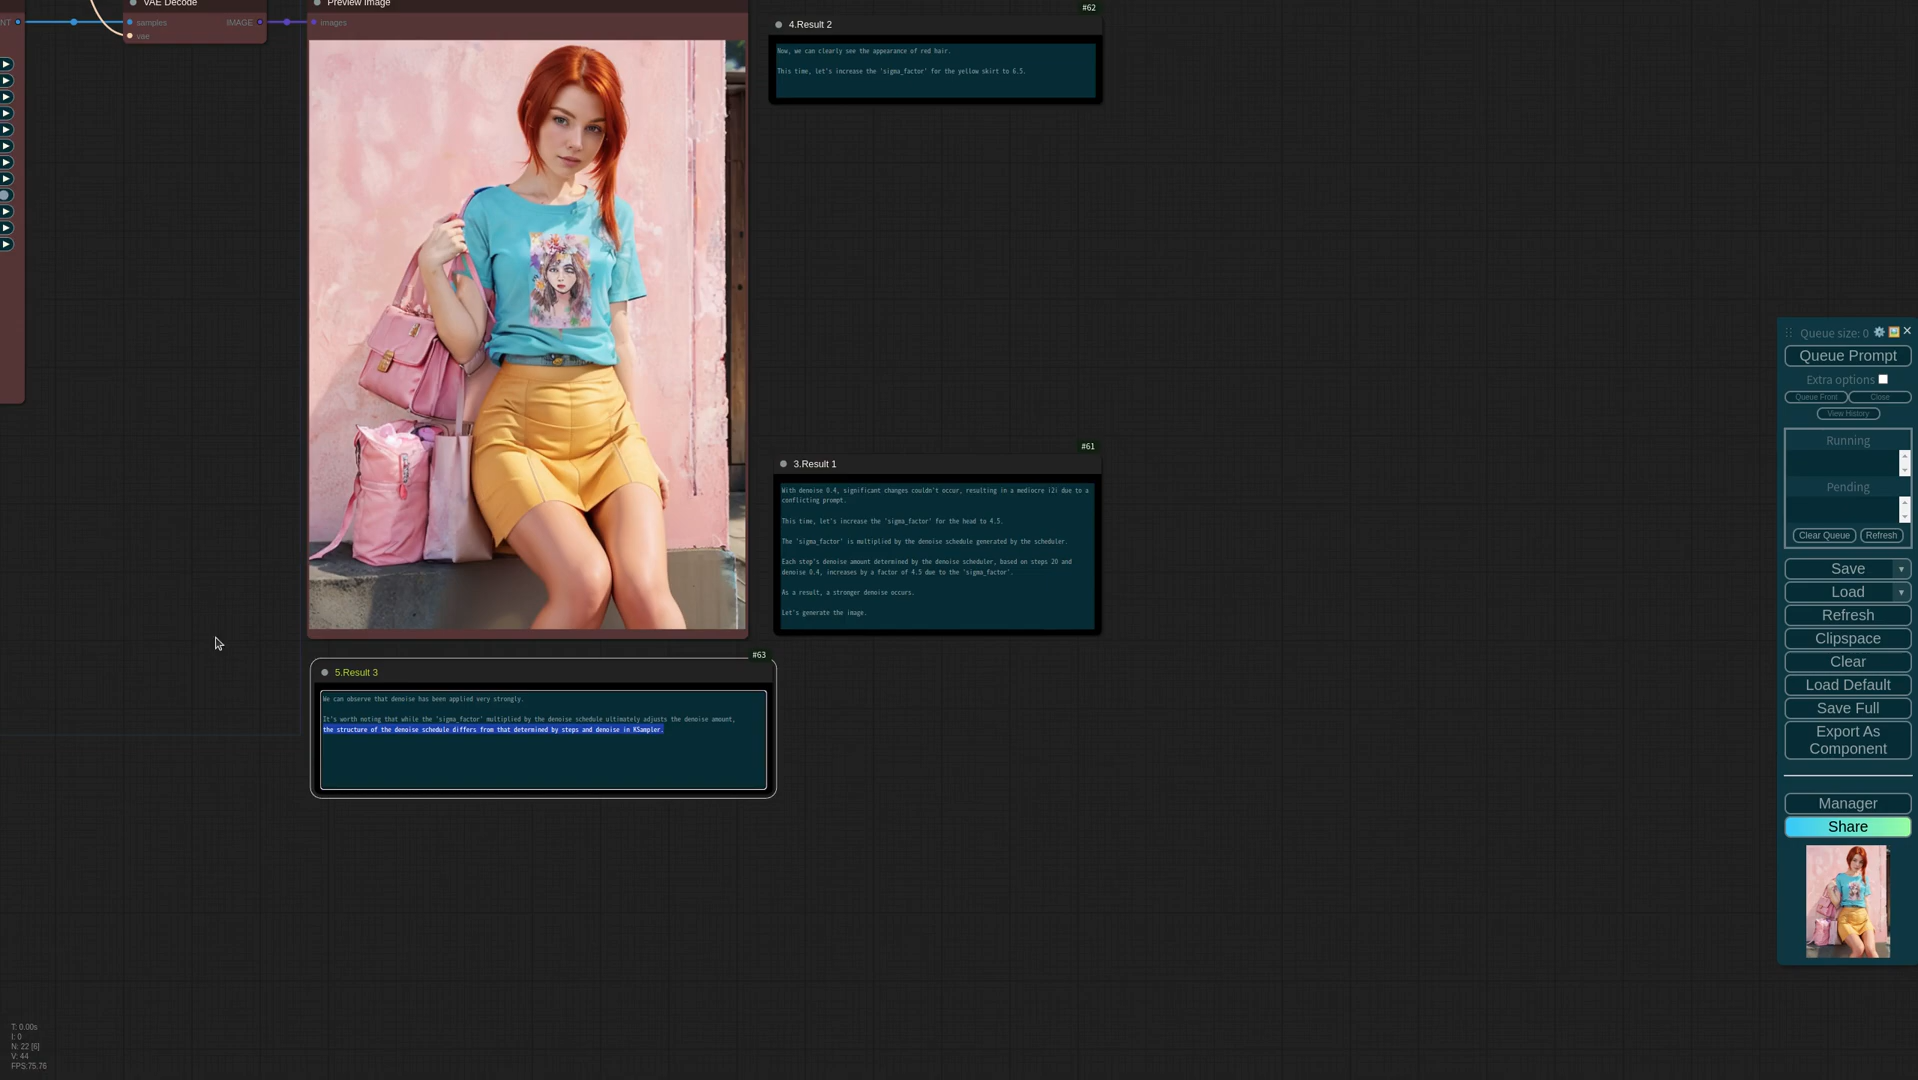 VAE Decode
Preview Image
NT
samples
IMAGE
images
vae
#62
4.Result 2
Now, we can clearly see the appearance of red hair.
This time, let's increase the 'sigma_factor' for the yellow skirt to 6.5.
#61
3.Result 1
With denoise 0.4, significant changes couldn't occur, resulting in a mediocre i2i due to a
conflicting prompt.
This time, let's increase the 'sigma_factor' for the head to 4.5.
The 'sigma_factor' is multiplied by the denoise schedule generated by the scheduler.
Each step's denoise amount determined by the denoise scheduler, based on steps 20 and
denoise 0.4, increases by a factor of 4.5 due to the 'sigma_factor'.
As a result, a stronger denoise occurs.
Let's generate the image.
#63
5.Result 3
We can observe that denoise has been applied very strongly.
It's worth noting that while the 'sigma_factor' multiplied by the denoise schedule ultimately adjusts the denoise amount,
the structure of the denoise schedule differs from that determined by steps and denoise in KSampler.
Queue size: 0
Queue Prompt
Extra options
Queue Front
Close
View History
Running
Pending
Clear Queue
Refresh
Save
Load
Refresh
Clipspace
Clear
Load Default
Save Full
Export As
Component
Manager
Share
T: 0.00s
I: 0
N: 22 [6]
V: 44
FPS:75.76